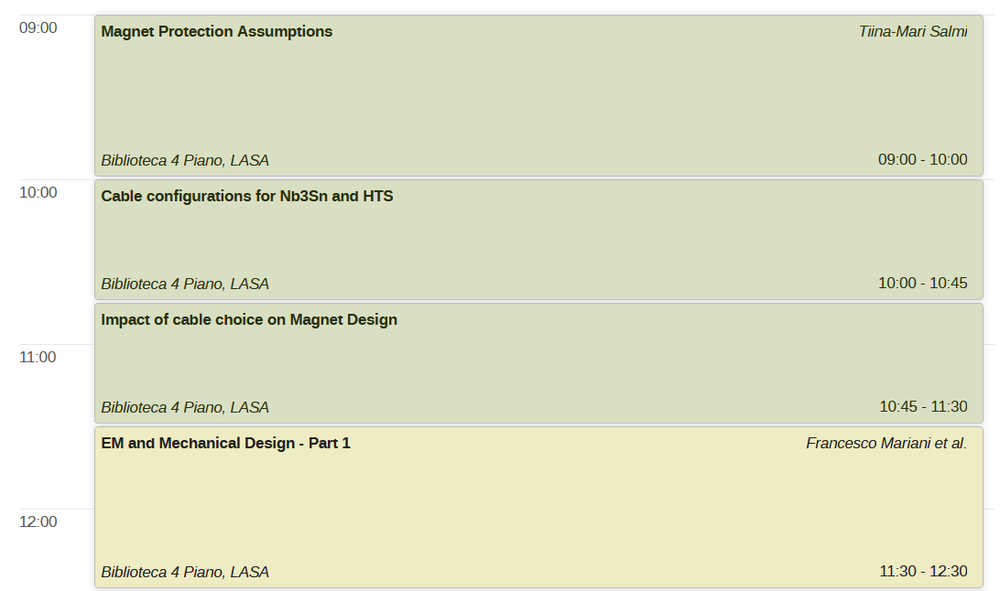 09:00
Magnet Protection Assumptions Tiina-Mari Salmi
Biblioteca 4 Piano, LASA 09:00 - 10:00
10:00
Cable configurations for Nb3Sn and HTS
Biblioteca 4 Piano, LASA 10:00 - 10:45
Impact of cable choice on Magnet Design
11:00
Biblioteca 4 Piano, LASA 10:45 - 11:30
EM and Mechanical Design - Part 1 Francesco Mariani et al.
12:00
Biblioteca 4 Piano, LASA 11:30 - 12:30